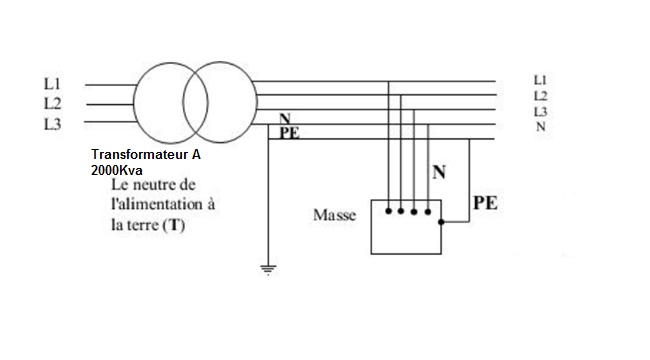 L1
L2
L3
N
PE
L1
L2
L3
N
Transformateur A
2000Kva
Le neutre de
l'alimentation à
la terre (T)
Masse
N
PE